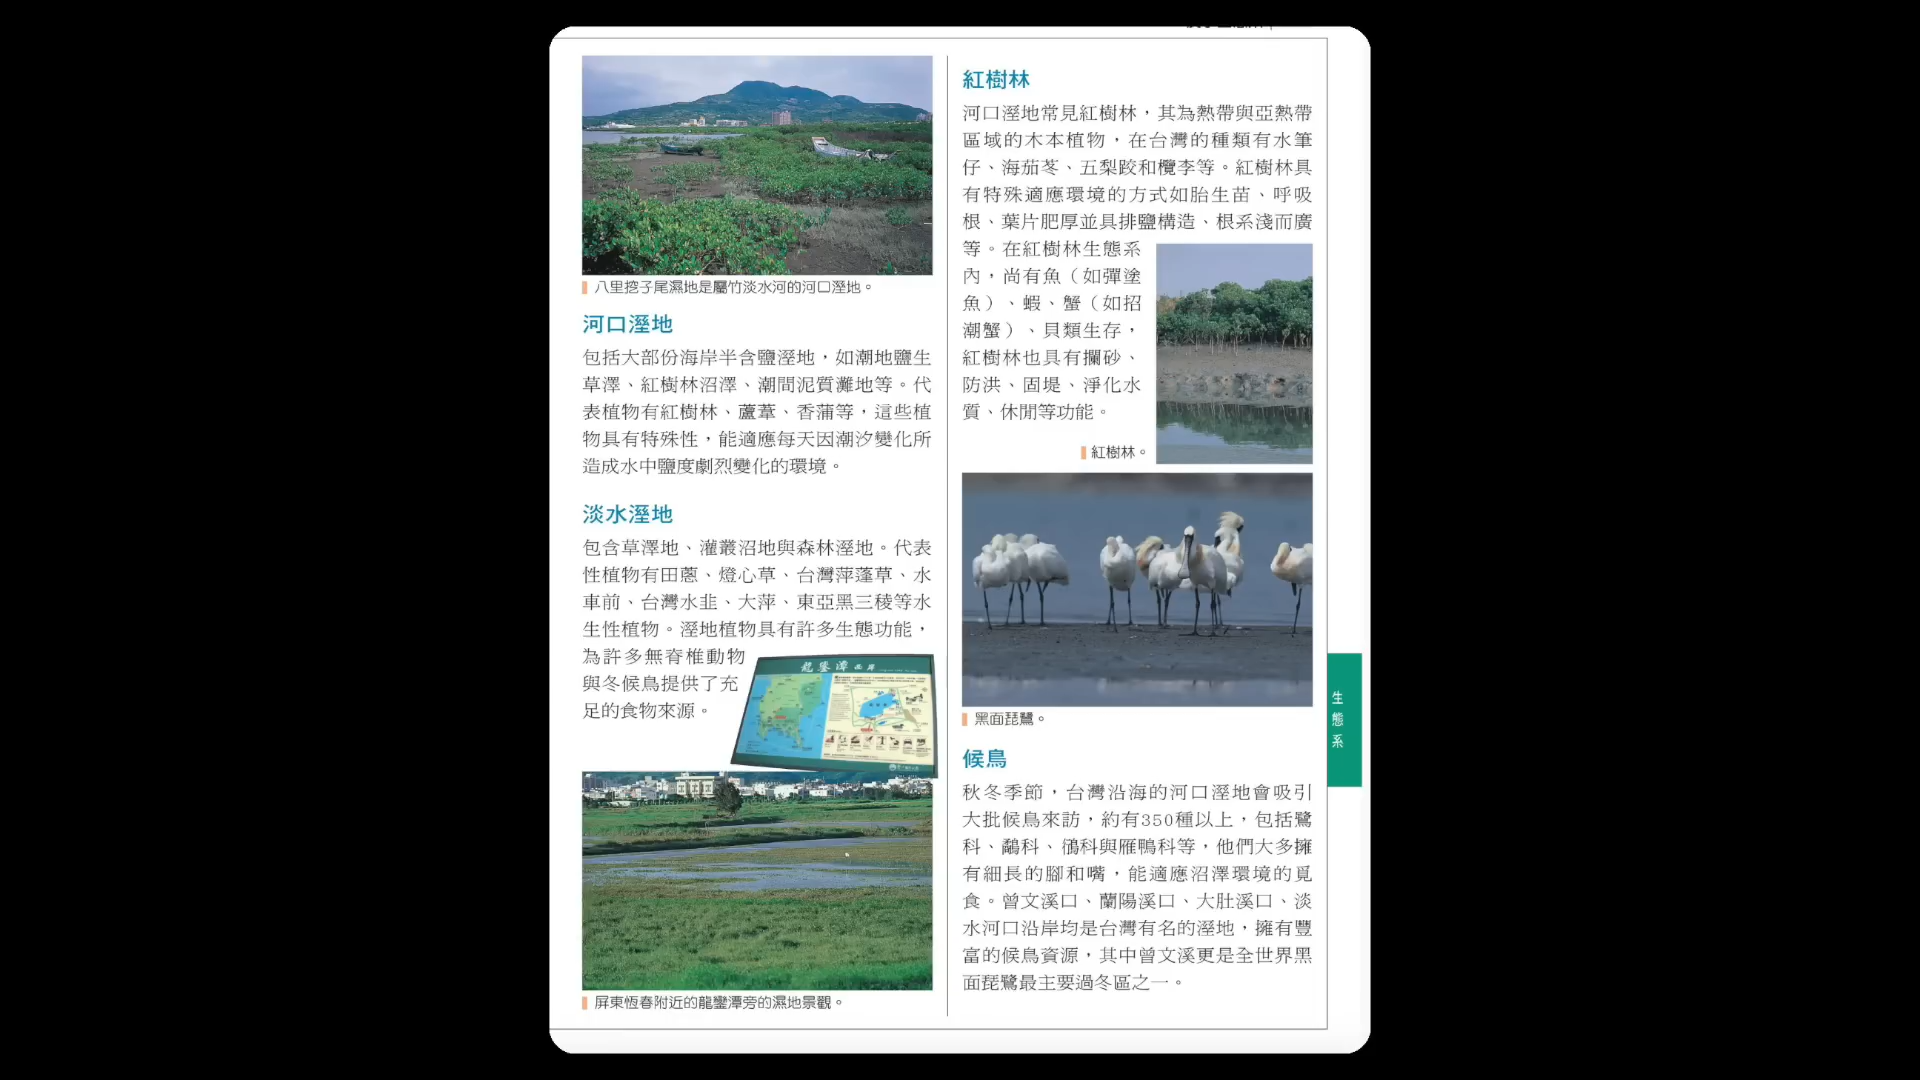 八里挖子尾濕地是屬竹淡水河的河口溼地。
河口溼地
包括大部份海岸半含鹽溼地，如潮地鹽生
草澤、紅樹林沼澤、潮間泥質灘地等。代
表植物有紅樹林、蘆葦、香蒲等，這些植
物具有特殊性，能適應每天因潮汐變化所
造成水中鹽度劇烈變化的環境。
淡水溼地
包含草澤地、灌叢沼地與森林溼地。代表
性植物有田蔥、燈心草、台灣萍蓬草、水
車前、台灣水韭、大萍、東亞黑三稜等水
生性植物。溼地植物具有許多生態功能，
為許多無脊椎動物
與冬候鳥提供了充
足的食物來源。
龍鑾潭西岸
屏東恆春附近的龍鑾潭旁的濕地景觀。
紅樹林
河口溼地常見紅樹林，其為熱帶與亞熱帶
區域的木本植物，在台灣的種類有水筆
仔、海茄苳、五梨跤和欖李等。紅樹林具
有特殊適應環境的方式如胎生苗、呼吸
根、葉片肥厚並具排鹽構造、根系淺而廣
等。在紅樹林生態系
內，尚有魚（如彈塗
魚）、蝦、蟹（如招
潮蟹）、貝類生存，
紅樹林也具有攔砂、
防洪、固堤、淨化水
質、休閒等功能。
紅樹林。
黑面琵鷺。
候鳥
秋冬季節，台灣沿海的河口溼地會吸引
大批候鳥來訪，約有350種以上，包括鷺
科、鷸科、鴴科與雁鴨科等，他們大多擁
有細長的腳和嘴，能適應沼澤環境的覓
食。曾文溪口、蘭陽溪口、大肚溪口、淡
水河口沿岸均是台灣有名的溼地，擁有豐
富的候鳥資源，其中曾文溪更是全世界黑
面琵鷺最主要過冬區之一。
生態系